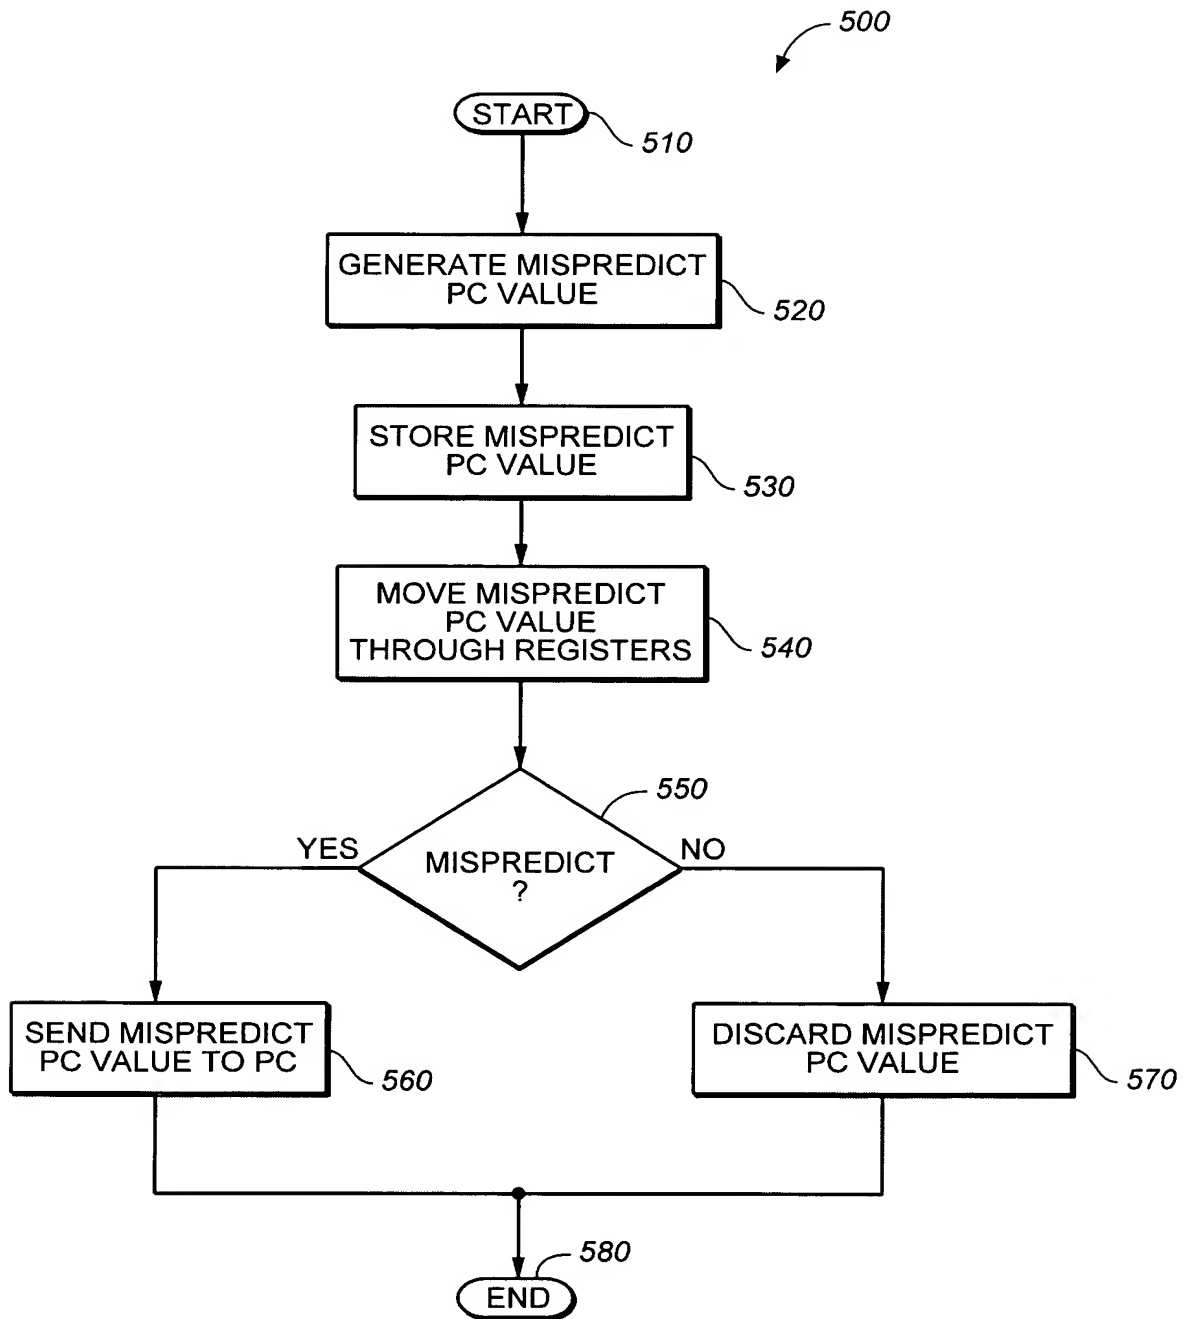 500
START
510
GENERATE MISPREDICT
PC VALUE
520
STORE MISPREDICT
PC VALUE
530
MOVE MISPREDICT
PC VALUE
THROUGH REGISTERS
540
550
YES
MISPREDICT
?
NO
SEND MISPREDICT
PC VALUE TO PC
560
DISCARD MISPREDICT
PC VALUE
570
580
END